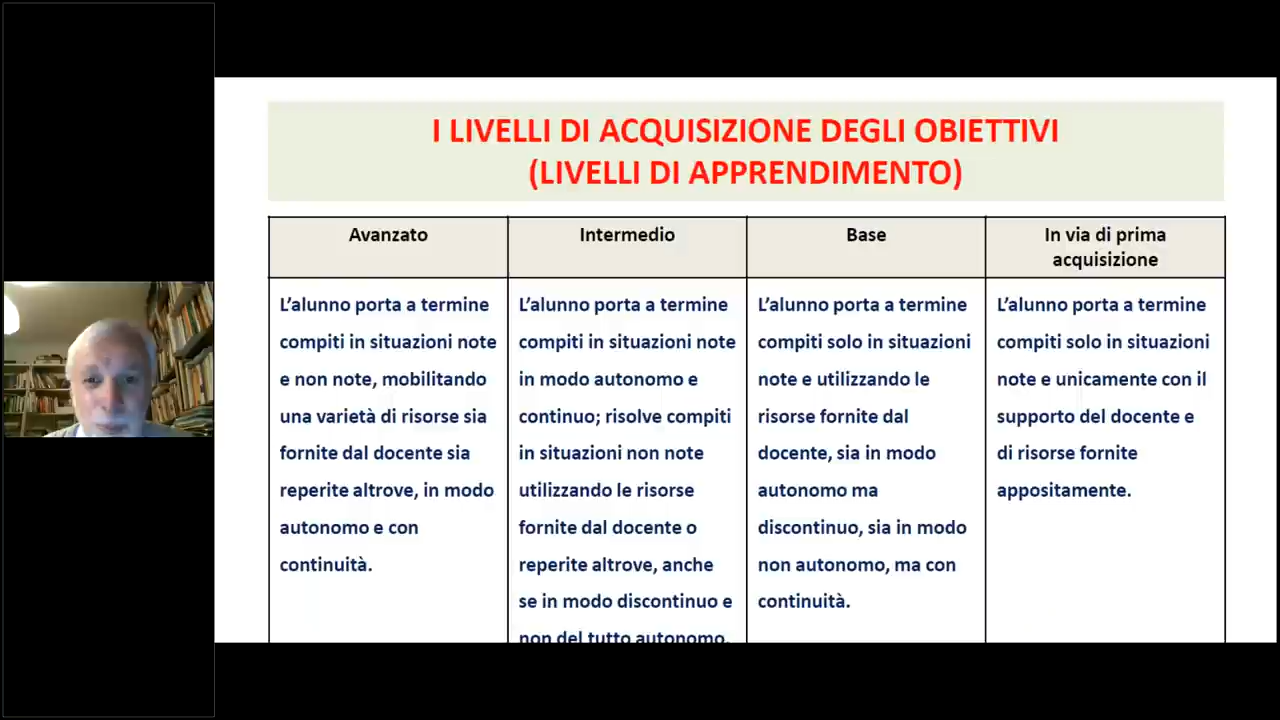 I LIVELLI DI ACQUISIZIONE DEGLI OBIETTIVI
(LIVELLI DI APPRENDIMENTO)
Avanzato
L’alunno porta a termine
compiti in situazioni note
e non note, mobilitando
una varietà di risorse sia
fornite dal docente sia
reperite altrove, in modo
autonomo e con
continuità.
Intermedio
L’alunno porta a termine
compiti in situazioni note
in modo autonomo e
continuo; risolve compiti
in situazioni non note
utilizzando le risorse
fornite dal docente o
reperite altrove, anche
se in modo discontinuo e
non del tutto autonomo.
Base
L’alunno porta a termine
compiti solo in situazioni
note e utilizzando le
risorse fornite dal
docente, sia in modo
autonomo ma
discontinuo, sia in modo
non autonomo, ma con
continuità.
In via di prima
acquisizione
L’alunno porta a termine
compiti solo in situazioni
note e unicamente con il
supporto del docente e
di risorse fornite
appositamente.